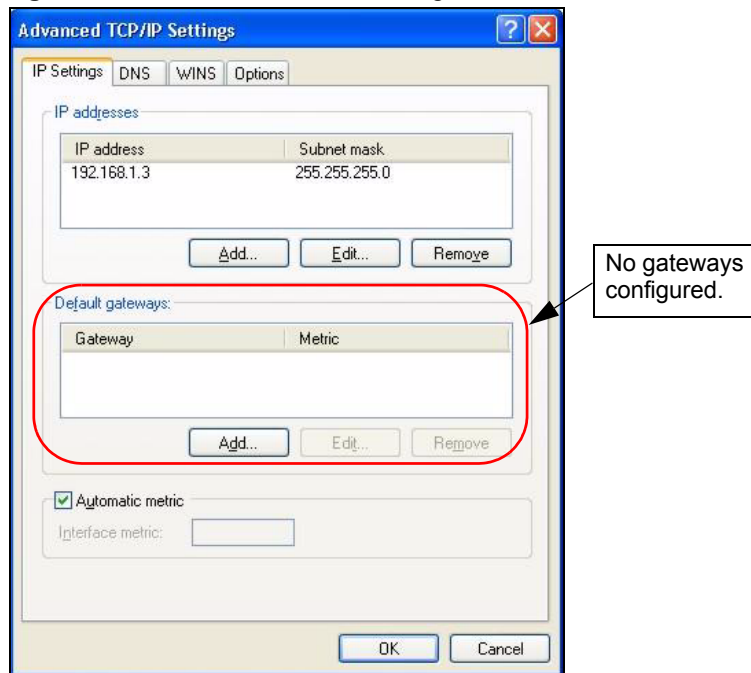 Advanced TCP/IP Settings
IP Settings DNS WINS Options
IP addresses
IP address Subnet mask
192.168.1.3 255.255.255.0
Add... Edit... Remove
No gateways
configured.
Default gateways:
Gateway Metric
Add... Edit... Remove
Automatic metric
Interface metric:
OK Cancel